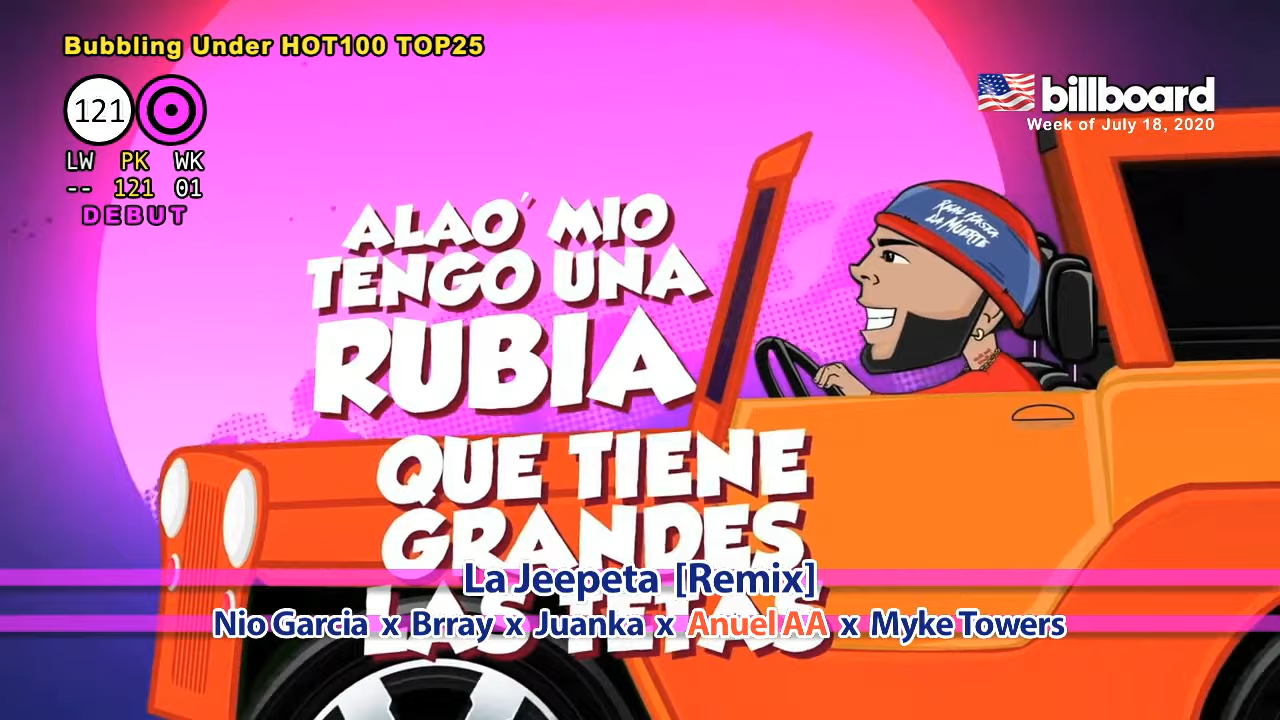 Bubbling Under HOT100 TOP25
121
LW PK WK
-- 121 01
DEBUT
billboard
Week of July 18, 2020
REAL HASTA
LA MUERTE
ALAO' MIO
TENGO UNA
RUBIA
QUE TIENE
GRANDES
LAS TETAS
La Jeepeta [Remix]
Nio Garcia x Brray x Juanka x Anuel AA x Myke Towers